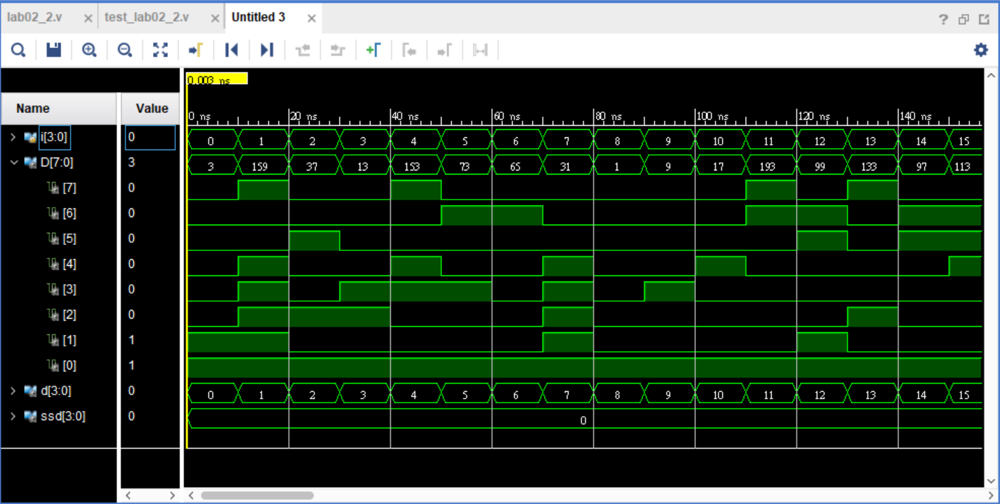 lab02_2.v × test_lab02_2.v × Untitled 3 × ?
0.003 ns
Name Value
0 ns 20 ns 40 ns 60 ns 80 ns 100 ns 120 ns 140 ns
i[3:0] 0 0 1 2 3 4 5 6 7 8 9 10 11 12 13 14 15
D[7:0] 3 3 159 37 13 153 73 65 31 1 9 17 193 99 133 97 113
[7] 0
[6] 0
[5] 0
[4] 0
[3] 0
[2] 0
[1] 1
[0] 1
d[3:0] 0 0 1 2 3 4 5 6 7 8 9 10 11 12 13 14 15
ssd[3:0] 0 0